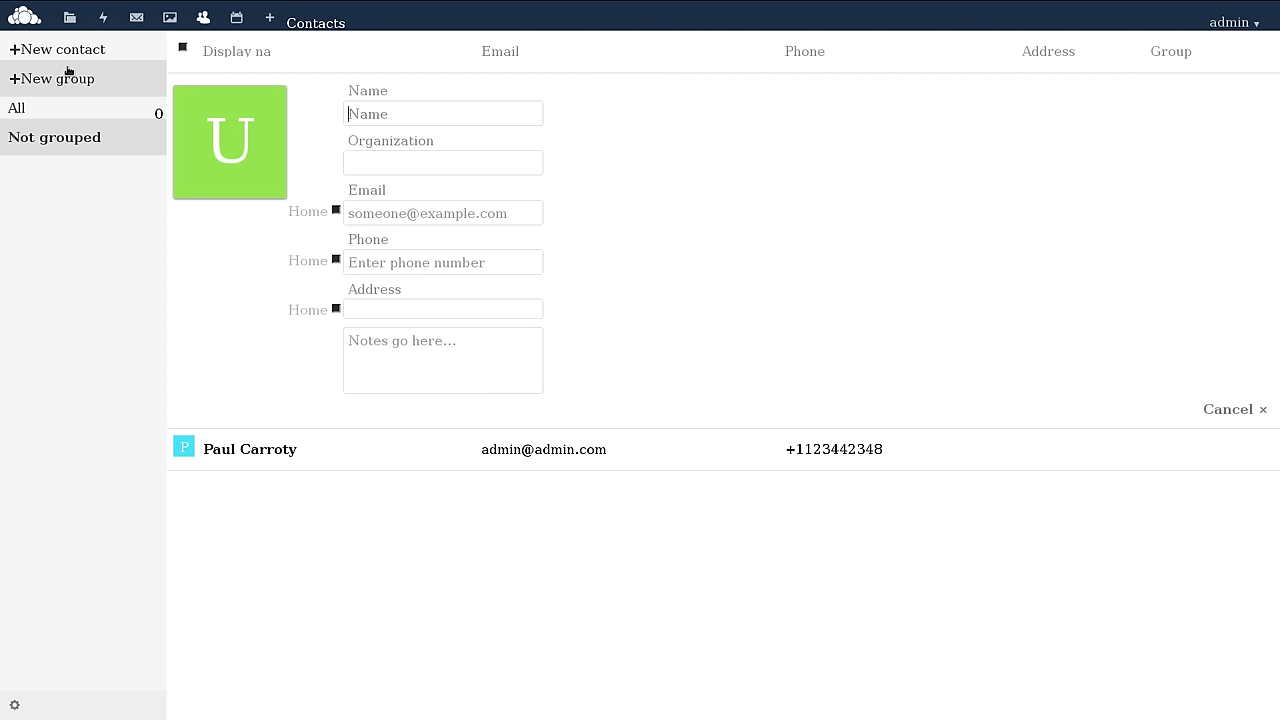 Contacts
admin ▾
+New contact
+New group
All
0
Not grouped
Display na
Email
Phone
Address
Group
U
Name
Name
Organization
Email
Home
someone@example.com
Phone
Home
Enter phone number
Address
Home
Notes go here...
Cancel ×
P
Paul Carroty
admin@admin.com
+1123442348